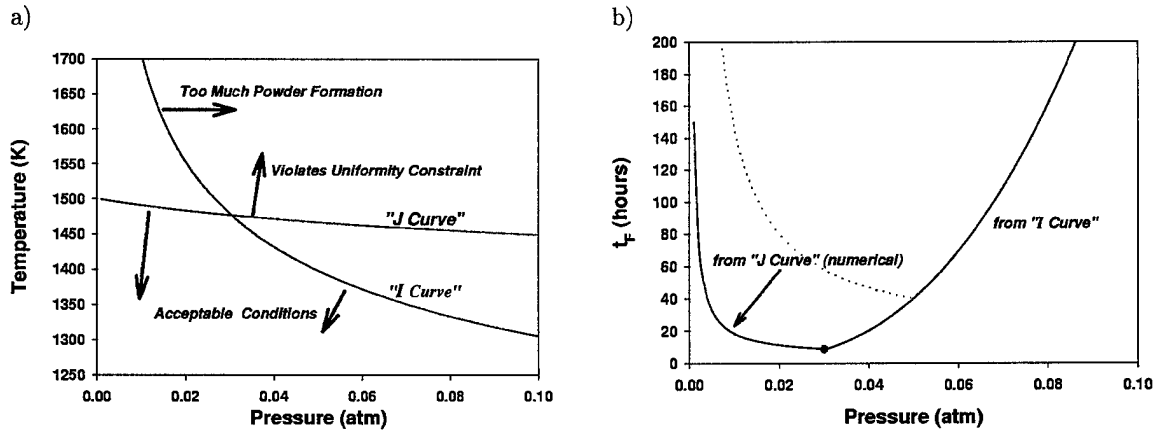 a)
1700
1650
1600
1550
1500
1450
1400
1350
1300
1250
Temperature (K)
Too Much Powder Formation
Violates Uniformity Constraint
"J Curve"
"I Curve"
Acceptable Conditions
0.00 0.02 0.04 0.06 0.08 0.10
Pressure (atm)
b)
200
180
160
140
120
100
80
60
40
20
0
t_F (hours)
from "I Curve"
from "J Curve" (numerical)
0.00 0.02 0.04 0.06 0.08 0.10
Pressure (atm)